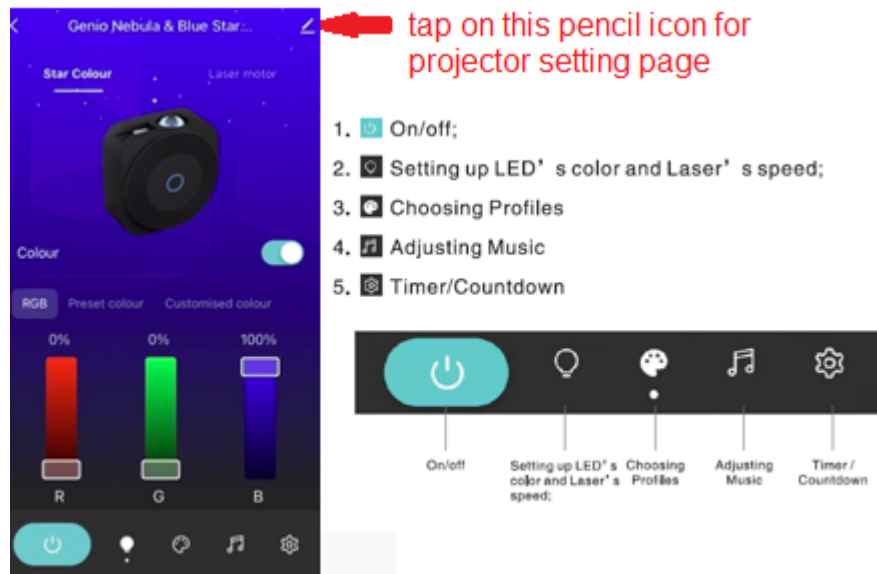 Genio Nebula & Blue Star...
tap on this pencil icon for
projector setting page
Star Colour
Laser motor
Colour
RGB
Preset colour
Customised colour
0%
0%
100%
R
G
B
1. On/off;
2. Setting up LED's color and Laser's speed;
3. Choosing Profiles
4. Adjusting Music
5. Timer/Countdown
On/off
Setting up LED's
color and Laser's
speed;
Choosing
Profiles
Adjusting
Music
Timer /
Countdown